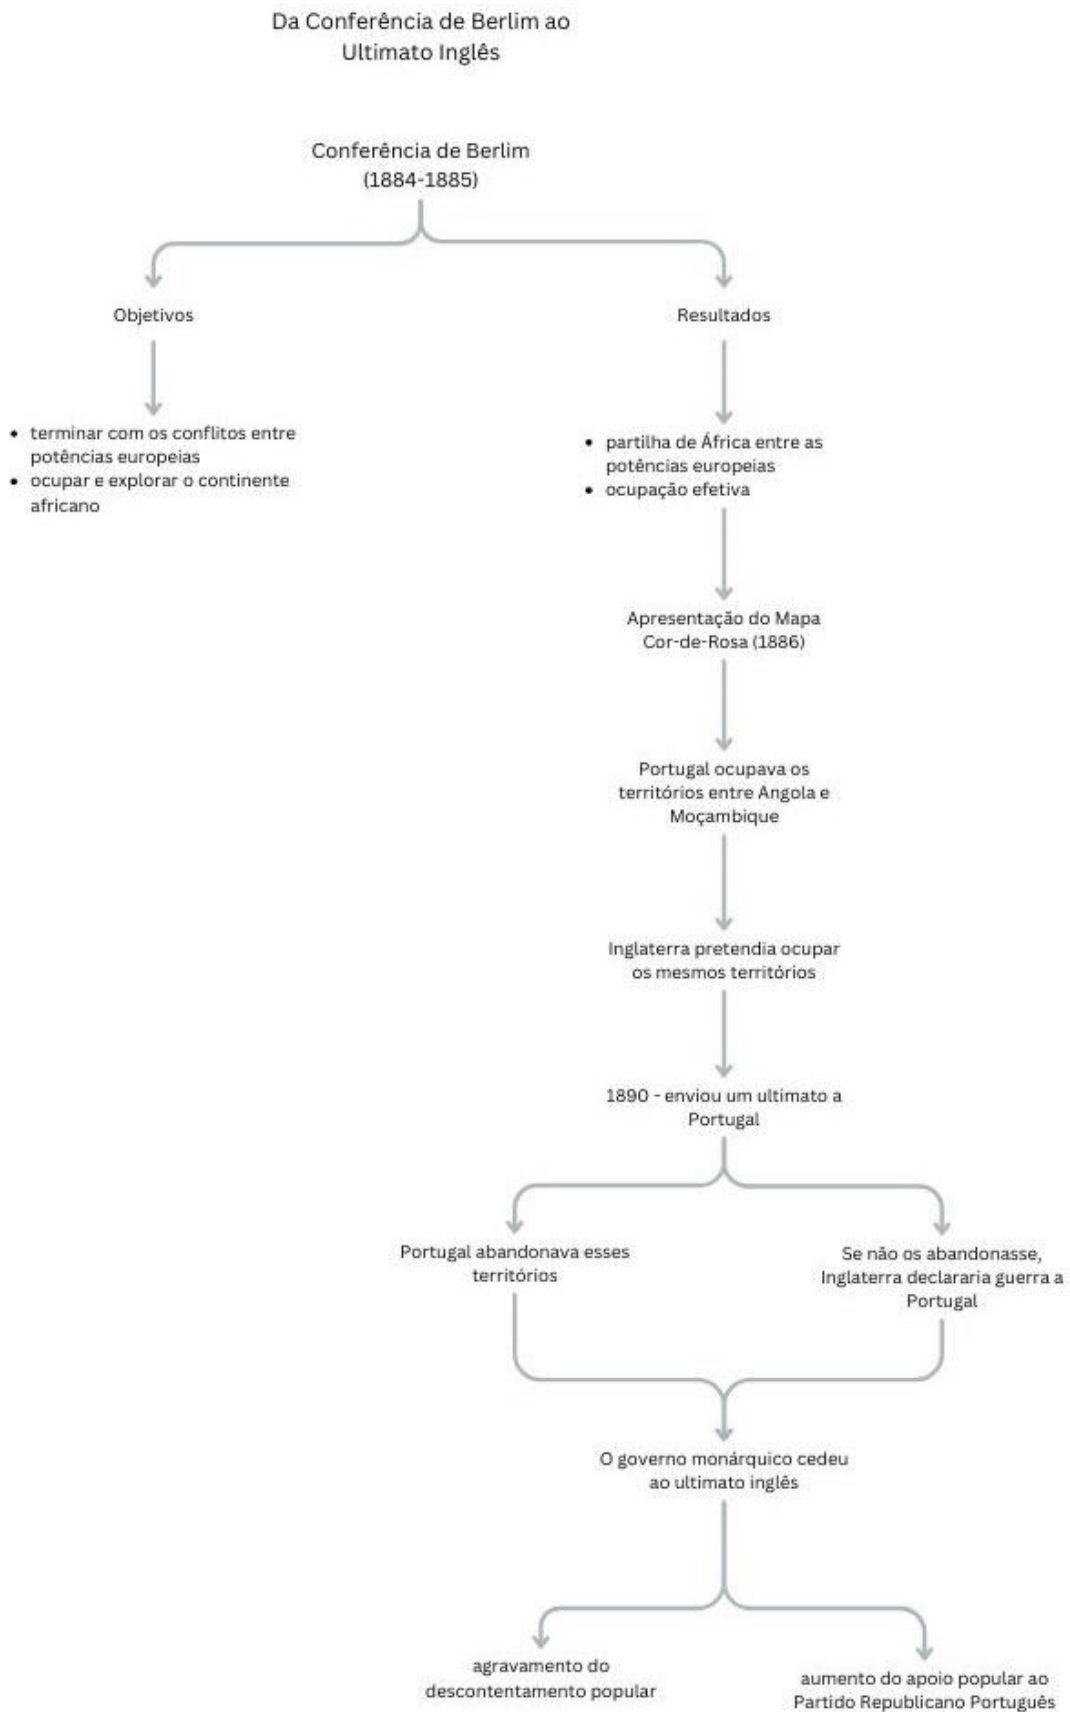 Da Conferência de Berlim ao
Ultimato Inglês
Conferência de Berlim
(1884-1885)
Objetivos
Resultados
• terminar com os conflitos entre
potências europeias
• ocupar e explorar o continente
africano
• partilha de África entre as
potências europeias
• ocupação efetiva
Apresentação do Mapa
Cor-de-Rosa (1886)
Portugal ocupava os
territórios entre Angola e
Moçambique
Inglaterra pretendia ocupar
os mesmos territórios
1890 - enviou um ultimato a
Portugal
Portugal abandonava esses
territórios
Se não os abandonasse,
Inglaterra declararia guerra a
Portugal
O governo monárquico cedeu
ao ultimato inglês
agravamento do
descontentamento popular
aumento do apoio popular ao
Partido Republicano Português